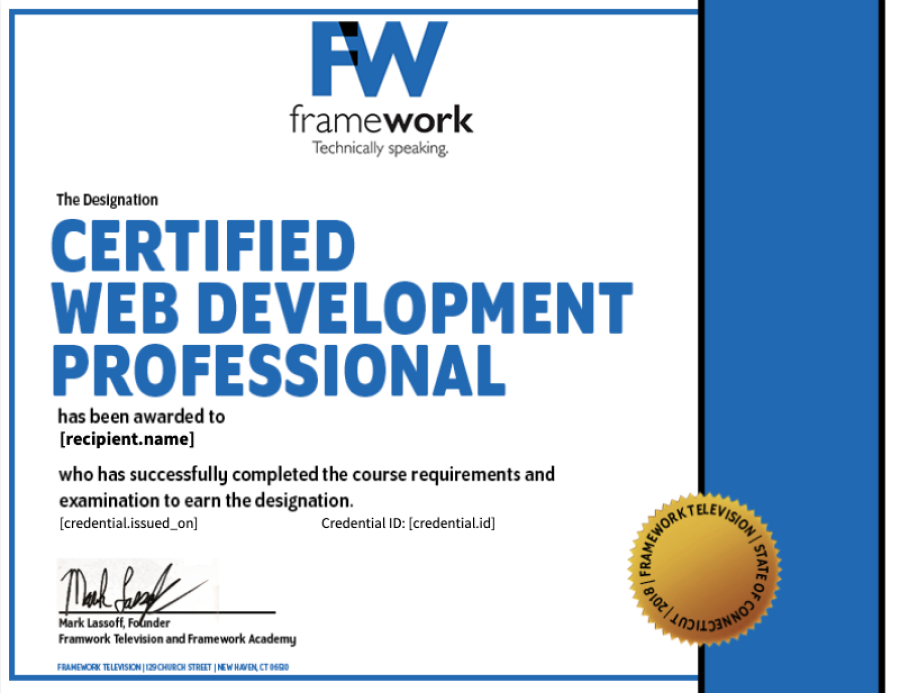 FW
framework
Technically speaking.
The Designation
CERTIFIED
WEB DEVELOPMENT
PROFESSIONAL
has been awarded to
[recipient.name]
who has successfully completed the course requirements and
examination to earn the designation.
[credential.issued_on] Credential ID: [credential.id]
Mark Lassoff
Mark Lassoff, Founder
Framwork Television and Framework Academy
FRAMEWORK TELEVISION | 129 CHURCH STREET | NEW HAVEN, CT 06510
FRAMEWORK TELEVISION | STATE OF CONNECTICUT | 2018 |